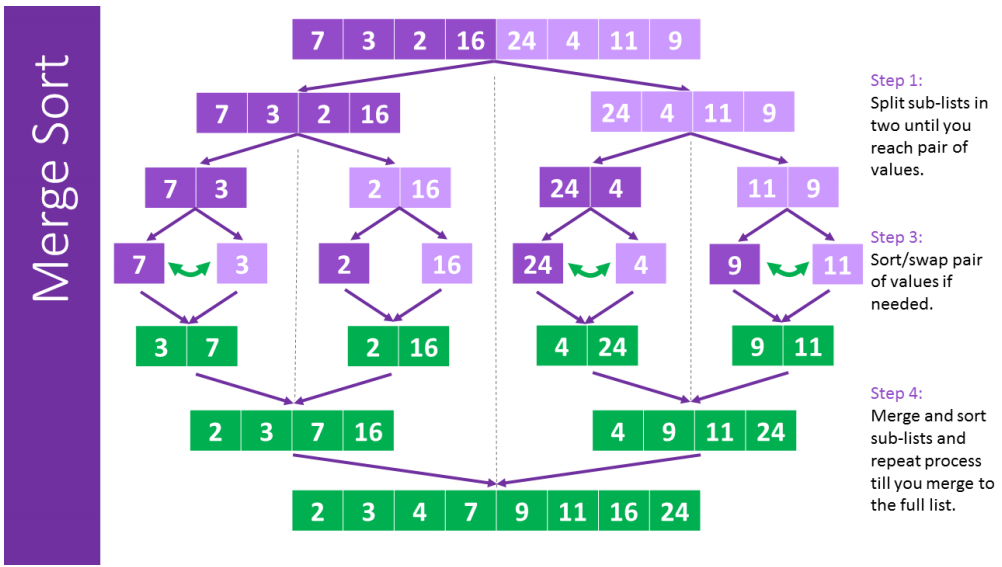 Merge Sort
7 3 2 16 24 4 11 9
Step 1:
Split sub-lists in
two until you
reach pair of
values.
7 3 2 16 24 4 11 9
7 3 2 16 24 4 11 9
Step 3:
Sort/swap pair
of values if
needed.
7 3 2 16 24 4 9 11
3 7 2 16 4 24 9 11
Step 4:
Merge and sort
sub-lists and
repeat process
till you merge to
the full list.
2 3 7 16 4 9 11 24
2 3 4 7 9 11 16 24